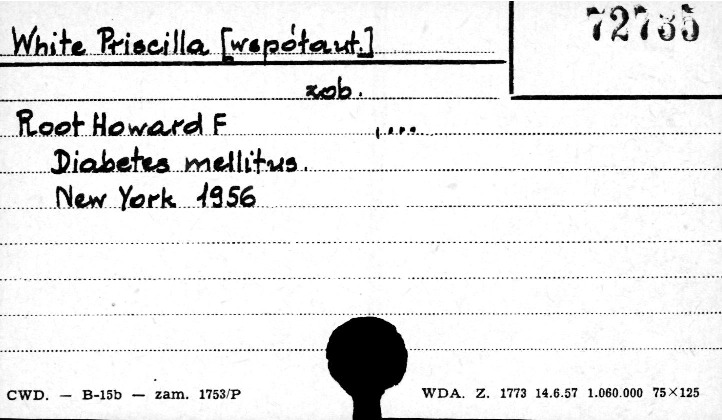 72735
White Priscilla [współaut.]
zob.
Root Howard F ,...
Diabetes mellitus.
New York 1956
CWD. — B-15b — zam. 1753/P
WDA. Z. 1773 14.6.57 1.060.000 75×125